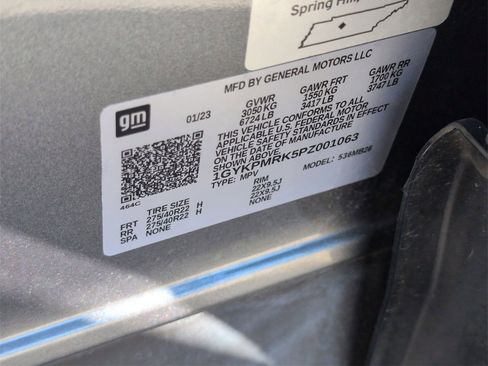 Spring Hill,
MFD BY GENERAL MOTORS LLC
gm
01/23
GVWR
3050 KG
6724 LB
GAWR FRT
1550 KG
3417 LB
GAWR RR
1700 KG
3747 LB
THIS VEHICLE CONFORMS TO ALL
APPLICABLE U.S. FEDERAL MOTOR
VEHICLE SAFETY STANDARDS IN EFFECT
ON THE DATE OF MANUFACTURE
SHOWN ABOVE.
1GYKPMRK5PZ001063
TYPE: MPV
MODEL: 536MB26
464C
TIRE SIZE
RIM
FRT 275/40R22 H 22X9.5J
RR 275/40R22 H 22X9.5J
SPA NONE NONE